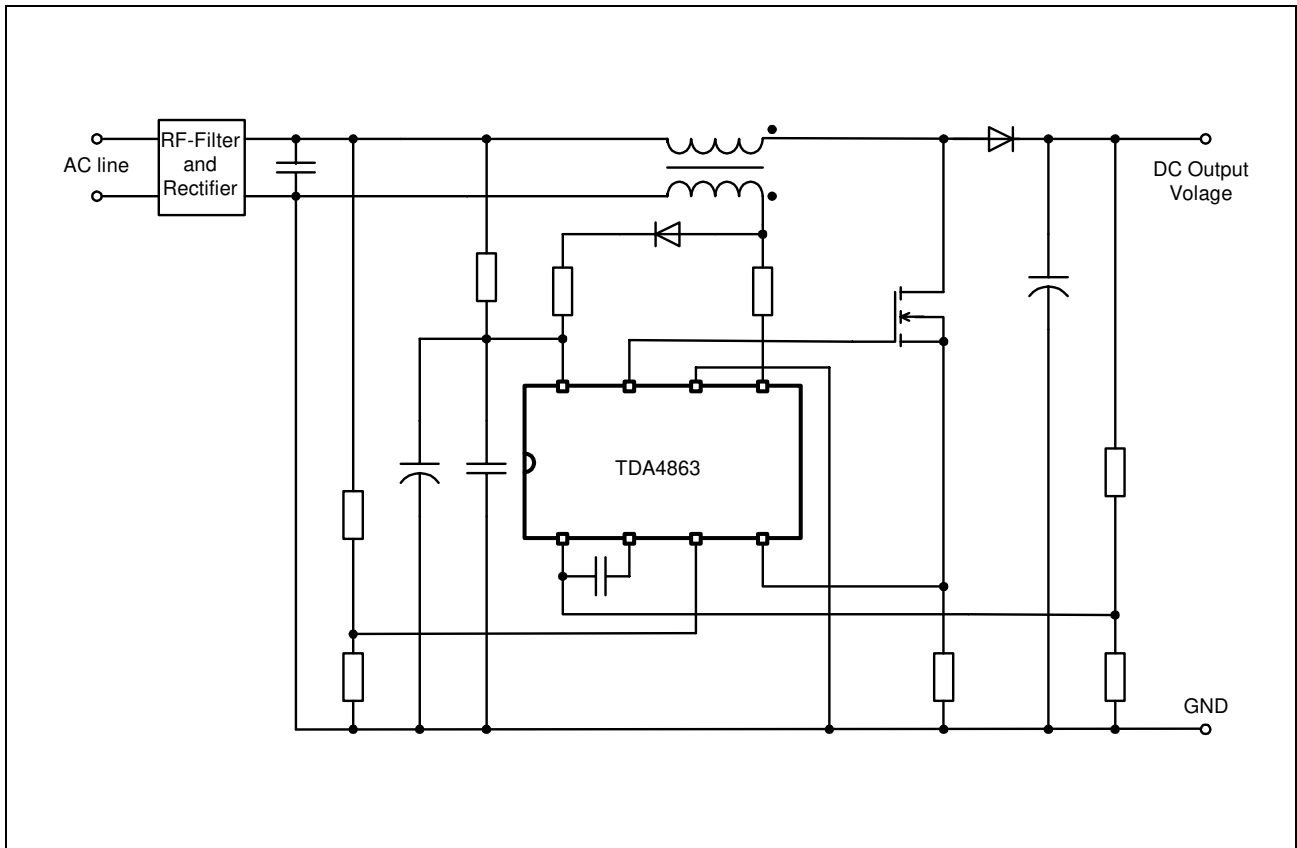 RF-Filter
and
Rectifier
AC line
DC Output
Volage
TDA4863
GND